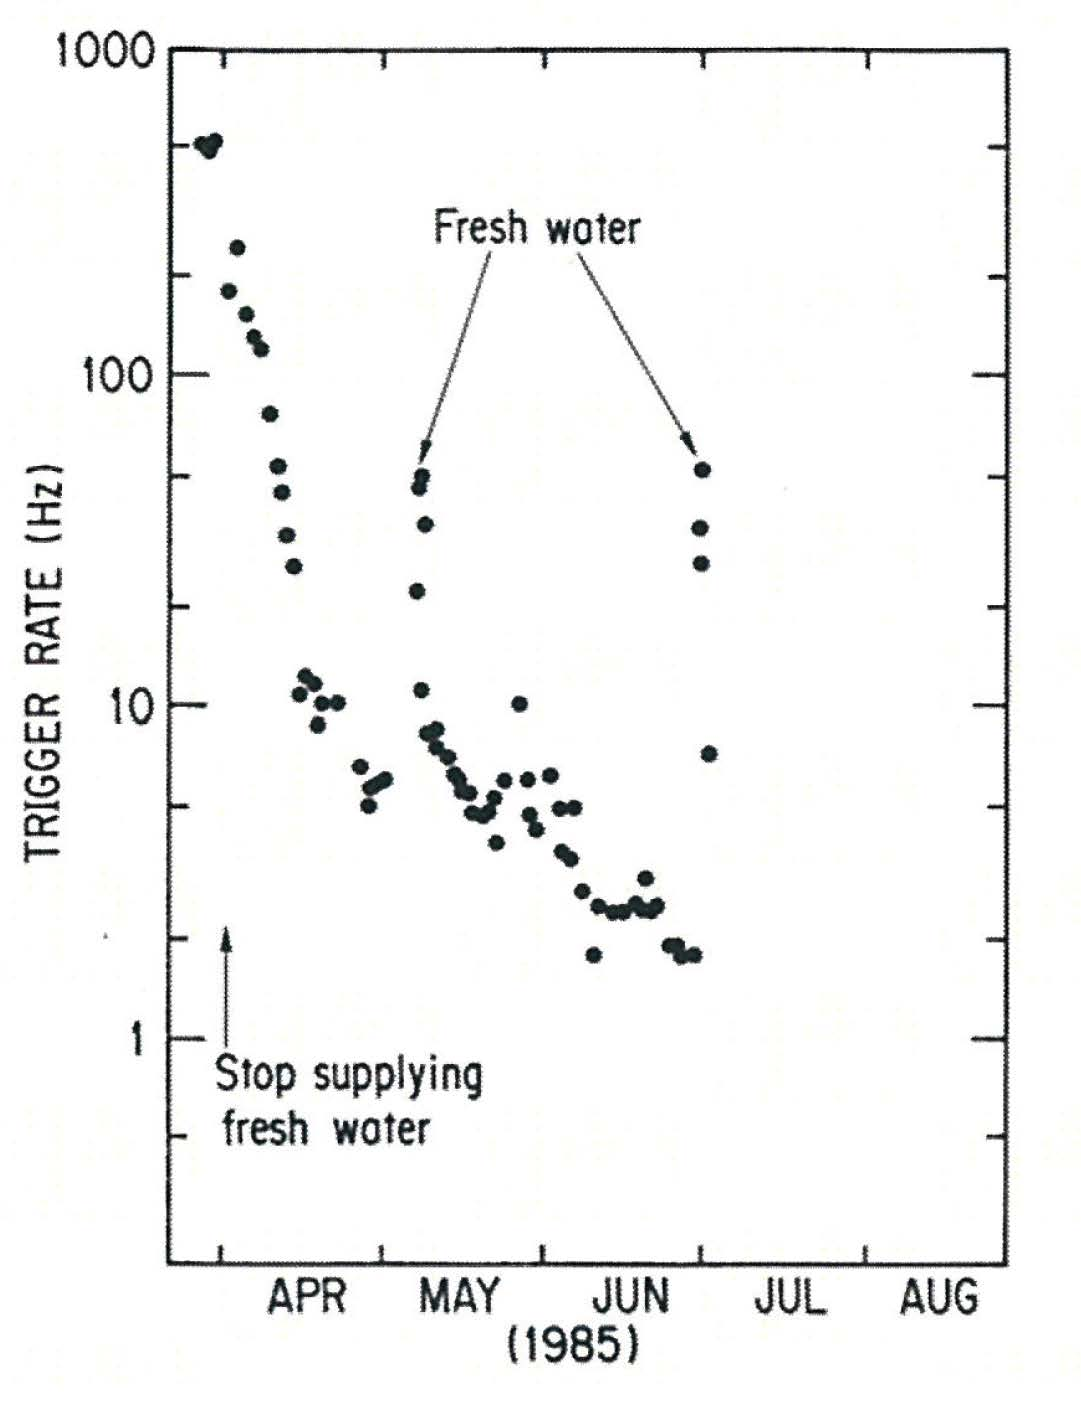 1000
100
10
1
TRIGGER RATE (Hz)
Fresh water
Stop supplying
fresh water
APR MAY JUN JUL AUG
(1985)